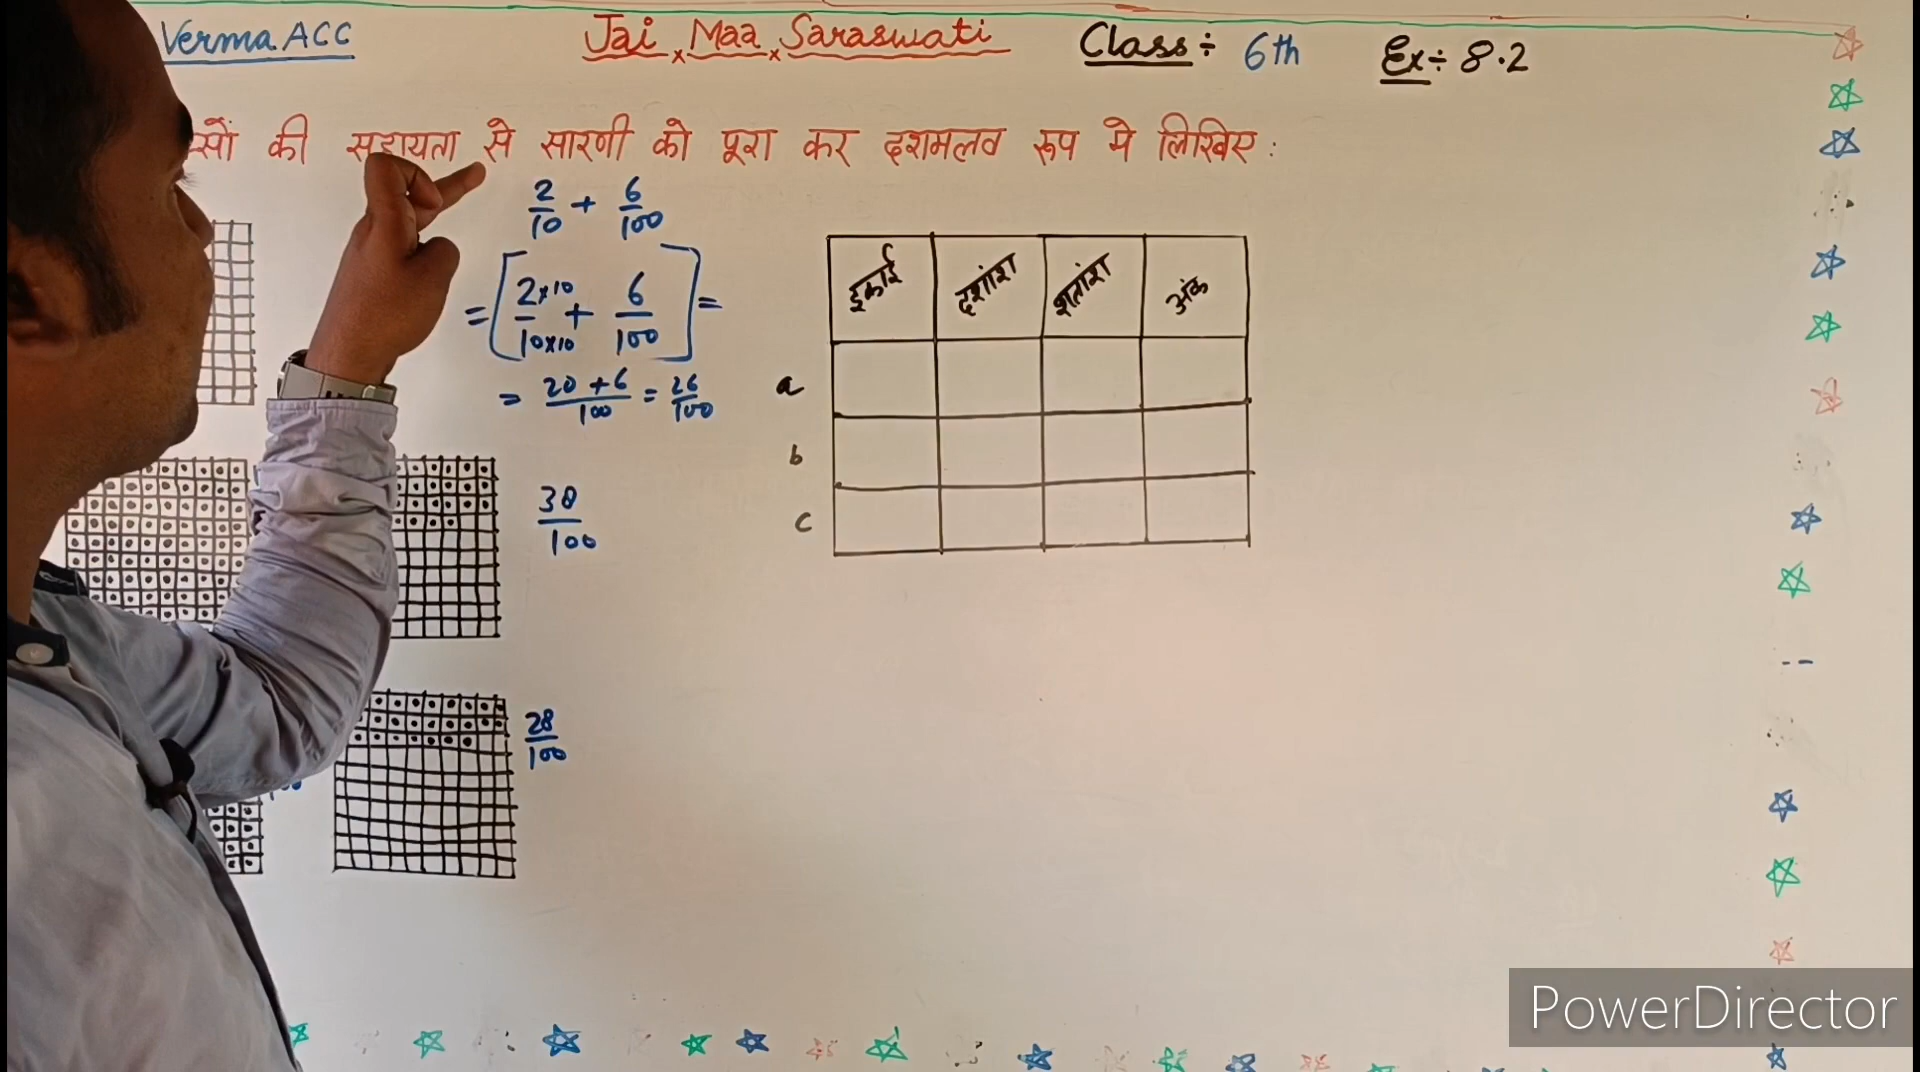 Verma ACC
Jai Maa Saraswati
Class ÷ 6th
Ex ÷ 8.2
की सहायता से सारणी को पूरा कर दशमलव रूप मे लिखिए :
2/10 + 6/100
= [2×10/10×10 + 6/100] =
= 20+6/100 = 26/100
इकाई दशांश शतांश अंक
a
b
c
38/100
28/100
PowerDirector